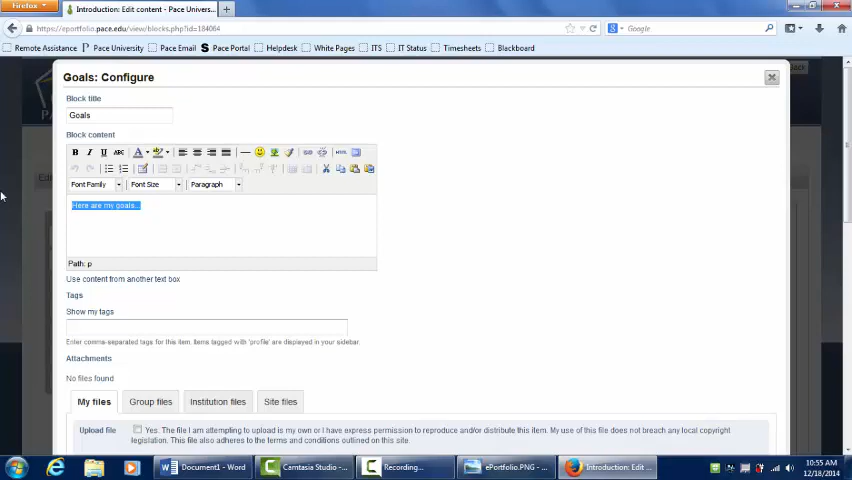 Firefox
Introduction: Edit content - Pace Univers...
https://eportfolio.pace.edu/view/blocks.php?id=184064
Google
Remote Assistance Pace University Pace Email Pace Portal Helpdesk White Pages ITS IT Status Timesheets Blackboard
Goals: Configure
Block title
Goals
Block content
B I U ABC A HTML
Font Family Font Size Paragraph
Here are my goals...
Path: p
Use content from another text box
Tags
Show my tags
Enter comma-separated tags for this item. Items tagged with 'profile' are displayed in your sidebar.
Attachments
No files found
My files Group files Institution files Site files
Upload file Yes: The file I am attempting to upload is my own or I have express permission to reproduce and/or distribute this item. My use of this file does not breach any local copyright
legislation. This file also adheres to the terms and conditions outlined on this site.
Document1 - Word Camtasia Studio -... Recording... ePortfolio.PNG -... Introduction: Edit ...
10:55 AM
12/18/2014